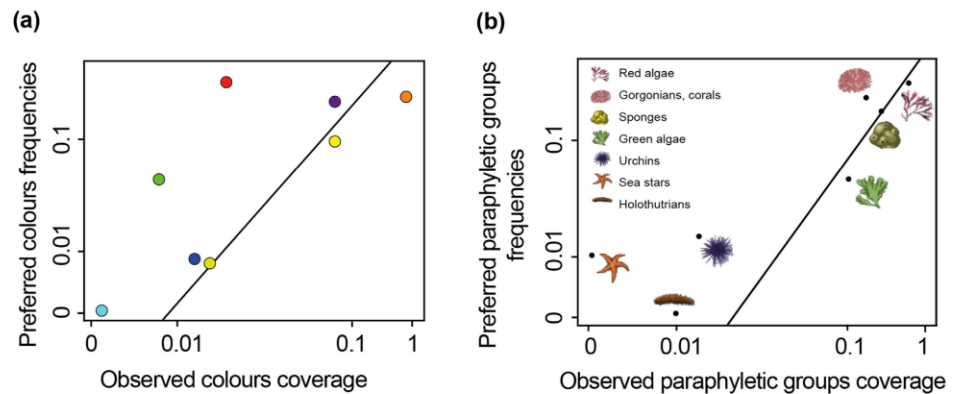 (a)
Preferred colours frequencies
0.1
0.01
0
0
0.01
0.1
1
Observed colours coverage
(b)
Preferred paraphyletic groups
frequencies
0.1
0.01
0
Red algae
Gorgonians, corals
Sponges
Green algae
Urchins
Sea stars
Holothutrians
0
0.01
0.1
1
Observed paraphyletic groups coverage